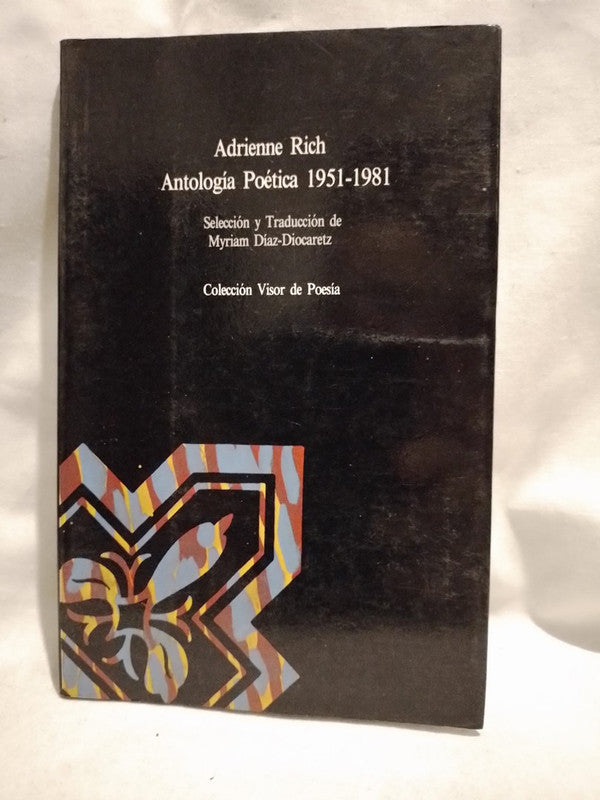 Adrienne Rich
Antología Poética 1951-1981
Selección y Traducción de
Myriam Díaz-Diocaretz
Colección Visor de Poesía